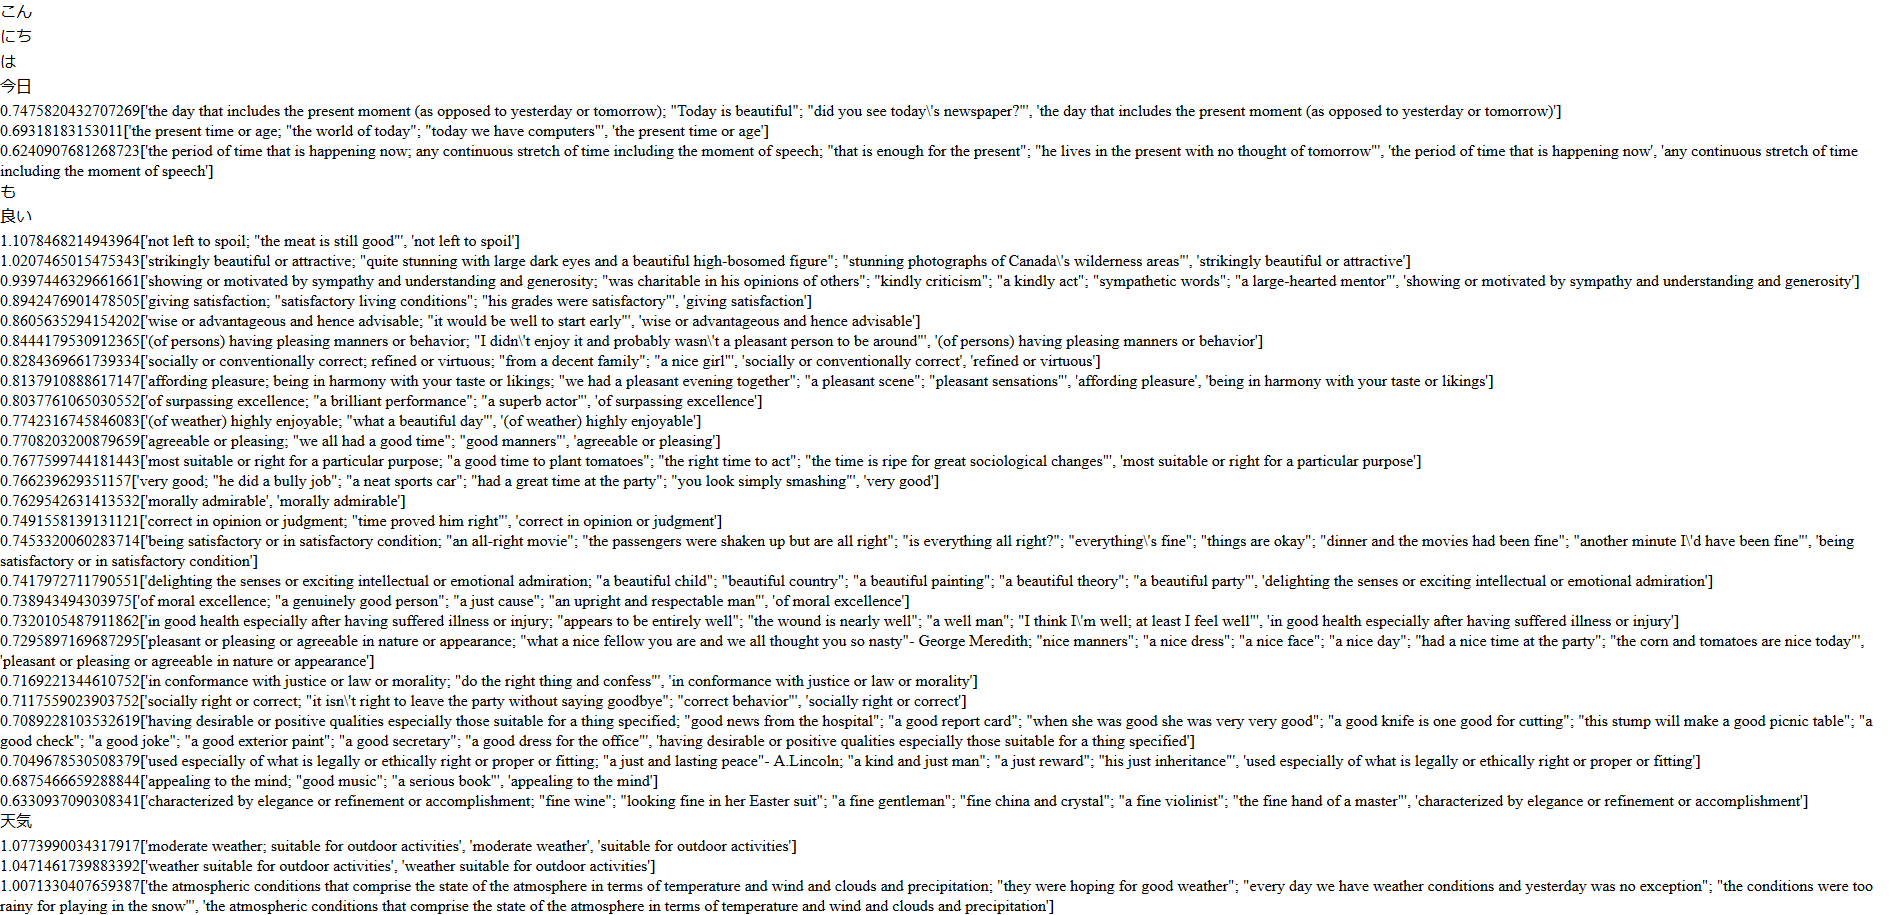 こん
にち
は
今日
0.7475820432707269['the day that includes the present moment (as opposed to yesterday or tomorrow); "Today is beautiful"; "did you see today\'s newspaper?"', 'the day that includes the present moment (as opposed to yesterday or tomorrow)']
0.69318183153011['the present time or age; "the world of today"; "today we have computers"', 'the present time or age']
0.6240907681268723['the period of time that is happening now; any continuous stretch of time including the moment of speech; "that is enough for the present"; "he lives in the present with no thought of tomorrow"', 'the period of time that is happening now', 'any continuous stretch of time
including the moment of speech']
も
良い
1.1078468214943964['not left to spoil; "the meat is still good"', 'not left to spoil']
1.0207465015475343['strikingly beautiful or attractive; "quite stunning with large dark eyes and a beautiful high-bosomed figure"; "stunning photographs of Canada\'s wilderness areas"', 'strikingly beautiful or attractive']
0.9397446329661661['showing or motivated by sympathy and understanding and generosity; "was charitable in his opinions of others"; "kindly criticism"; "a kindly act"; "sympathetic words"; "a large-hearted mentor"', 'showing or motivated by sympathy and understanding and generosity']
0.8942476901478505['giving satisfaction; "satisfactory living conditions"; "his grades were satisfactory"', 'giving satisfaction']
0.8605635294154202['wise or advantageous and hence advisable; "it would be well to start early"', 'wise or advantageous and hence advisable']
0.8444179530912365['(of persons) having pleasing manners or behavior; "I didn\'t enjoy it and probably wasn\'t a pleasant person to be around"', '(of persons) having pleasing manners or behavior']
0.8284369661739334['socially or conventionally correct; refined or virtuous; "from a decent family"; "a nice girl"', 'socially or conventionally correct', 'refined or virtuous']
0.8137910888617147['affording pleasure; being in harmony with your taste or likings; "we had a pleasant evening together"; "a pleasant scene"; "pleasant sensations"', 'affording pleasure', 'being in harmony with your taste or likings']
0.8037761065030552['of surpassing excellence; "a brilliant performance"; "a superb actor"', 'of surpassing excellence']
0.7742316745846083['(of weather) highly enjoyable; "what a beautiful day"', '(of weather) highly enjoyable']
0.7708203200879659['agreeable or pleasing; "we all had a good time"; "good manners"', 'agreeable or pleasing']
0.7677599744181443['most suitable or right for a particular purpose; "a good time to plant tomatoes"; "the right time to act"; "the time is ripe for great sociological changes"', 'most suitable or right for a particular purpose']
0.766239629351157['very good; "he did a bully job"; "a neat sports car"; "had a great time at the party"; "you look simply smashing"', 'very good']
0.7629542631413532['morally admirable', 'morally admirable']
0.7491558139131121['correct in opinion or judgment; "time proved him right"', 'correct in opinion or judgment']
0.7453320060283714['being satisfactory or in satisfactory condition; "an all-right movie"; "the passengers were shaken up but are all right"; "is everything all right?"; "everything\'s fine"; "things are okay"; "dinner and the movies had been fine"; "another minute I\'d have been fine"', 'being
satisfactory or in satisfactory condition']
0.7417972711790551['delighting the senses or exciting intellectual or emotional admiration; "a beautiful child"; "beautiful country"; "a beautiful painting"; "a beautiful theory"; "a beautiful party"', 'delighting the senses or exciting intellectual or emotional admiration']
0.738943494303975['of moral excellence; "a genuinely good person"; "a just cause"; "an upright and respectable man"', 'of moral excellence']
0.7320105487911862['in good health especially after having suffered illness or injury; "appears to be entirely well"; "the wound is nearly well"; "a well man"; "I think I\'m well; at least I feel well"', 'in good health especially after having suffered illness or injury']
0.7295897169687295['pleasant or pleasing or agreeable in nature or appearance; "what a nice fellow you are and we all thought you so nasty"- George Meredith; "nice manners"; "a nice dress"; "a nice face"; "a nice day"; "had a nice time at the party"; "the corn and tomatoes are nice today"',
'pleasant or pleasing or agreeable in nature or appearance']
0.7169221344610752['in conformance with justice or law or morality; "do the right thing and confess"', 'in conformance with justice or law or morality']
0.7117559023903752['socially right or correct; "it isn\'t right to leave the party without saying goodbye"; "correct behavior"', 'socially right or correct']
0.7089228103532619['having desirable or positive qualities especially those suitable for a thing specified; "good news from the hospital"; "a good report card"; "when she was good she was very very good"; "a good knife is one good for cutting"; "this stump will make a good picnic table"; "a
good check"; "a good joke"; "a good exterior paint"; "a good secretary"; "a good dress for the office"', 'having desirable or positive qualities especially those suitable for a thing specified']
0.7049678530508379['used especially of what is legally or ethically right or proper or fitting; "a just and lasting peace"- A.Lincoln; "a kind and just man"; "a just reward"; "his just inheritance"', 'used especially of what is legally or ethically right or proper or fitting']
0.6875466659288844['appealing to the mind; "good music"; "a serious book"', 'appealing to the mind']
0.6330937090308341['characterized by elegance or refinement or accomplishment; "fine wine"; "looking fine in her Easter suit"; "a fine gentleman"; "fine china and crystal"; "a fine violinist"; "the fine hand of a master"', 'characterized by elegance or refinement or accomplishment']
天気
1.0773990034317917['moderate weather; suitable for outdoor activities', 'moderate weather', 'suitable for outdoor activities']
1.0471461739883392['weather suitable for outdoor activities', 'weather suitable for outdoor activities']
1.0071330407659387['the atmospheric conditions that comprise the state of the atmosphere in terms of temperature and wind and clouds and precipitation; "they were hoping for good weather"; "every day we have weather conditions and yesterday was no exception"; "the conditions were too
rainy for playing in the snow"', 'the atmospheric conditions that comprise the state of the atmosphere in terms of temperature and wind and clouds and precipitation']